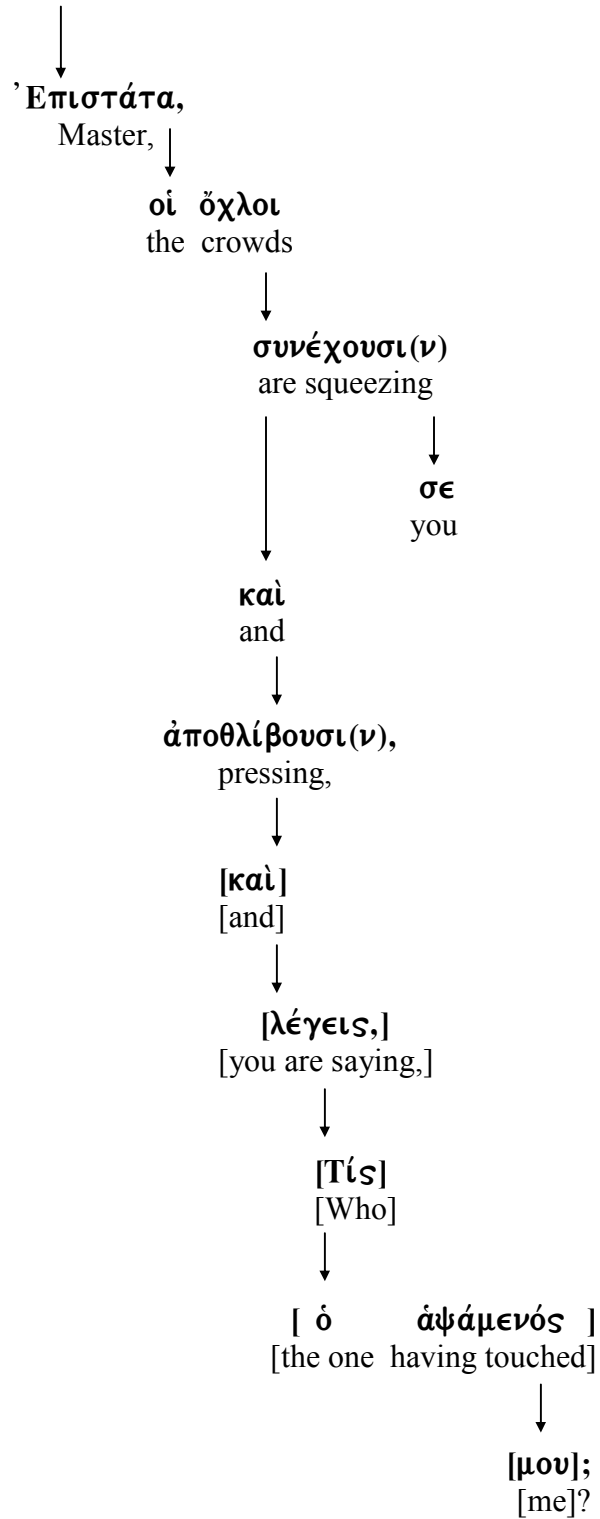 Ἐπιστάτα,
Master,
οἱ ὄχλοι
the crowds
συνέχουσι(ν)
are squeezing
σε
you
καὶ
and
ἀποθλίβουσι(ν),
pressing,
[καὶ]
[and]
[λέγεις,]
[you are saying,]
[Τίς]
[Who]
[ ὁ ἁψάμενός ]
[the one having touched]
[μου];
[me]?